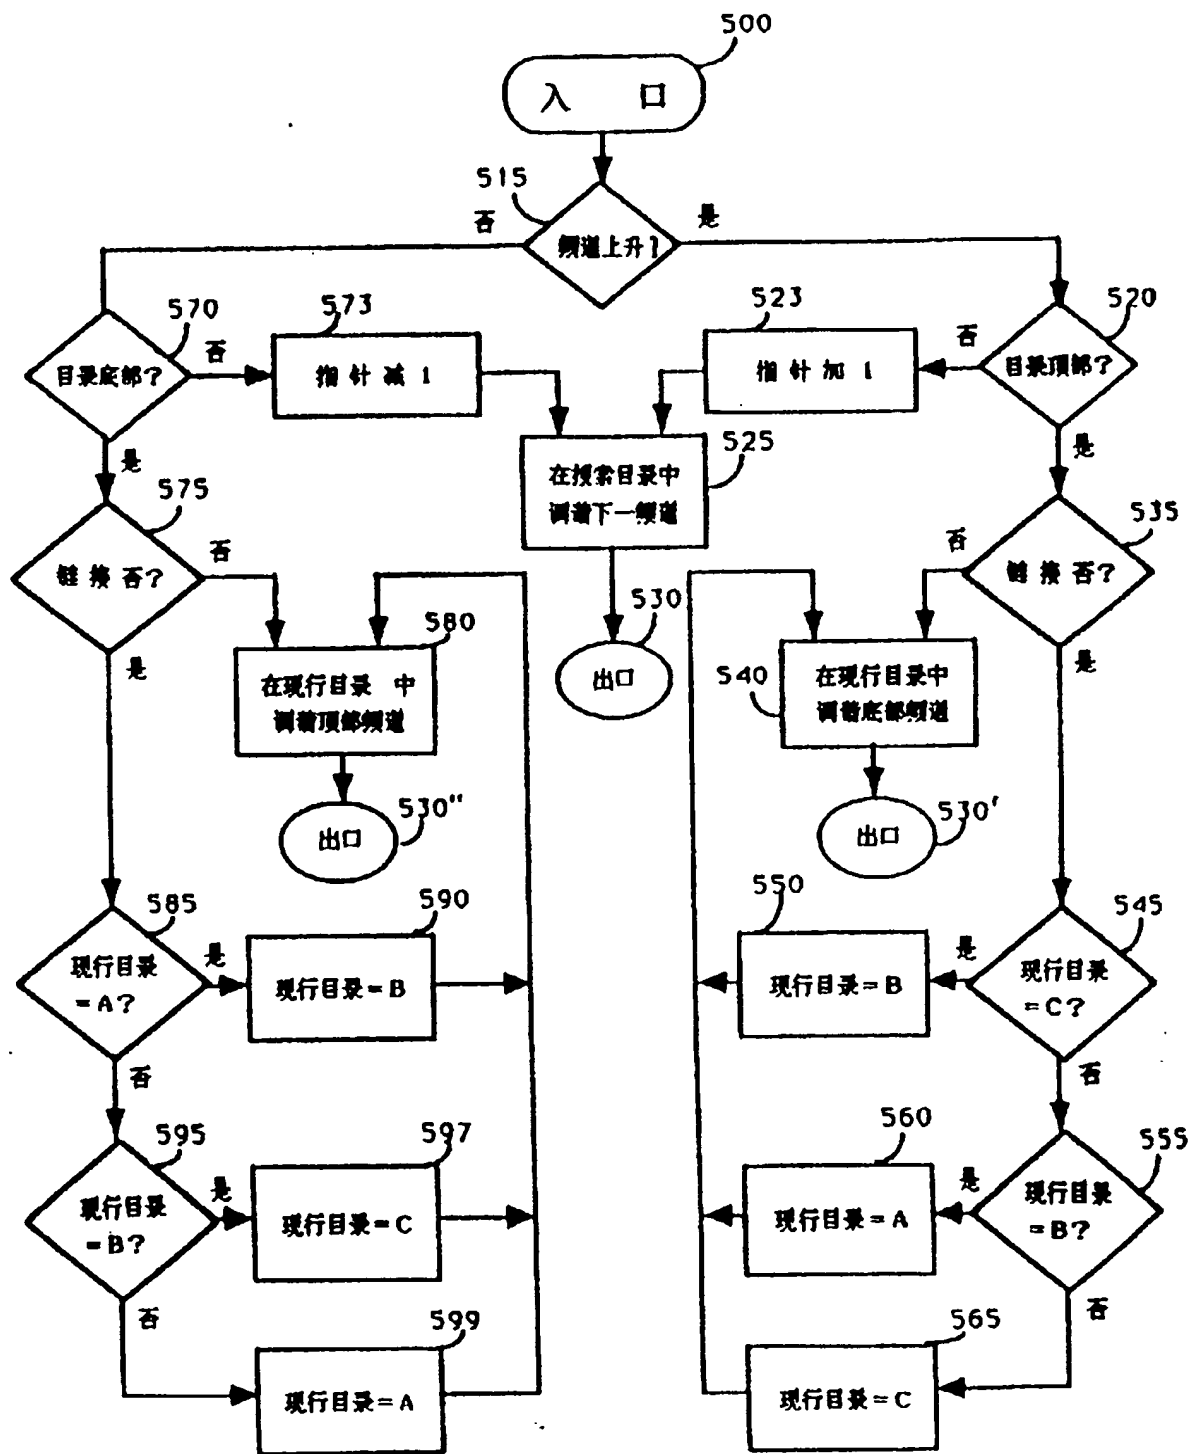 500
入 口
515
否
是
频道上升?
570
573
523
520
目录底部?
否
指针减 1
指针加 1
否
目录顶部?
是
575
525
在搜索目录中
调谐下一频道
是
535
链接否?
否
否
链接否?
580
530
540
是
在现行目录 中
调谐顶部频道
出口
在现行目录中
调谐底部频道
是
530''
出口
530'
出口
585
590
550
545
现行目录
=A?
是
现行目录=B
现行目录=B
是
现行目录
=C?
否
否
595
597
560
555
现行目录
=B?
是
现行目录=C
现行目录=A
是
现行目录
=B?
否
否
599
565
现行目录=A
现行目录=C